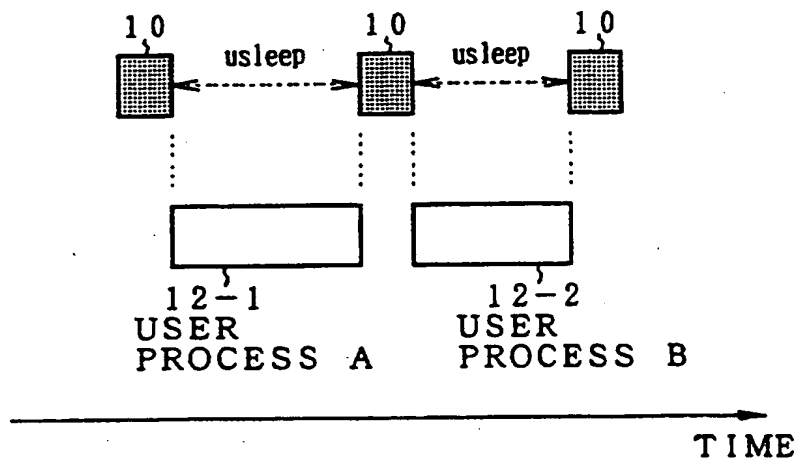 10 10 10
usleep usleep
12-1 12-2
USER USER
PROCESS A PROCESS B
TIME